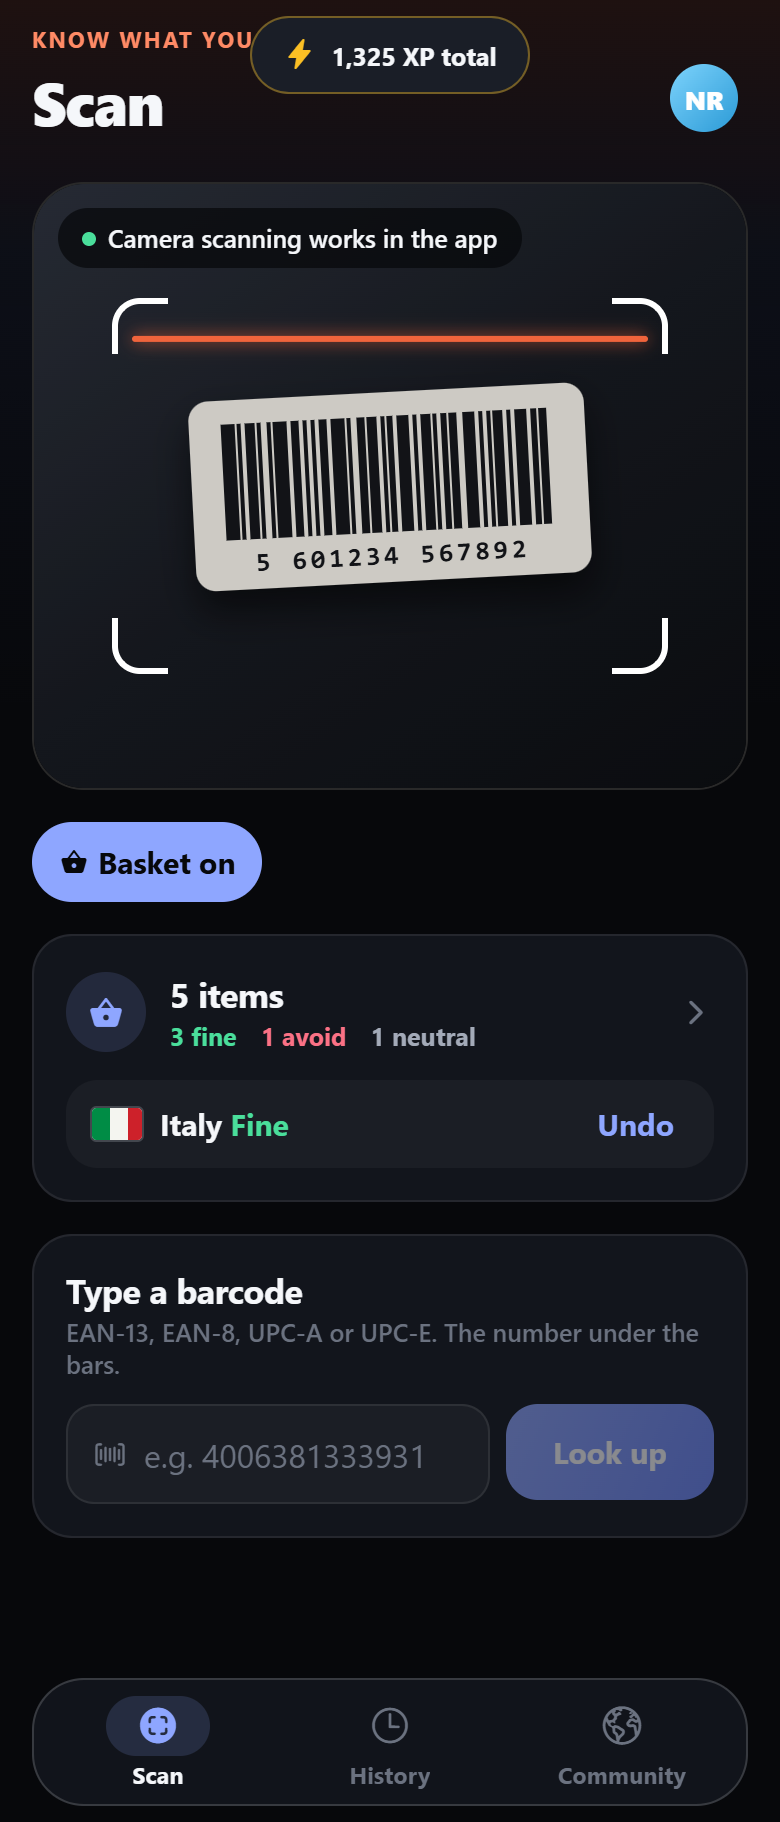 KNOW WHAT YOU
1,325 XP total
Scan
NR
Camera scanning works in the app
5 601234 567892
Basket on
5 items
3 fine 1 avoid 1 neutral
Italy Fine
Undo
Type a barcode
EAN-13, EAN-8, UPC-A or UPC-E. The number under the
bars.
e.g. 4006381333931
Look up
Scan
History
Community